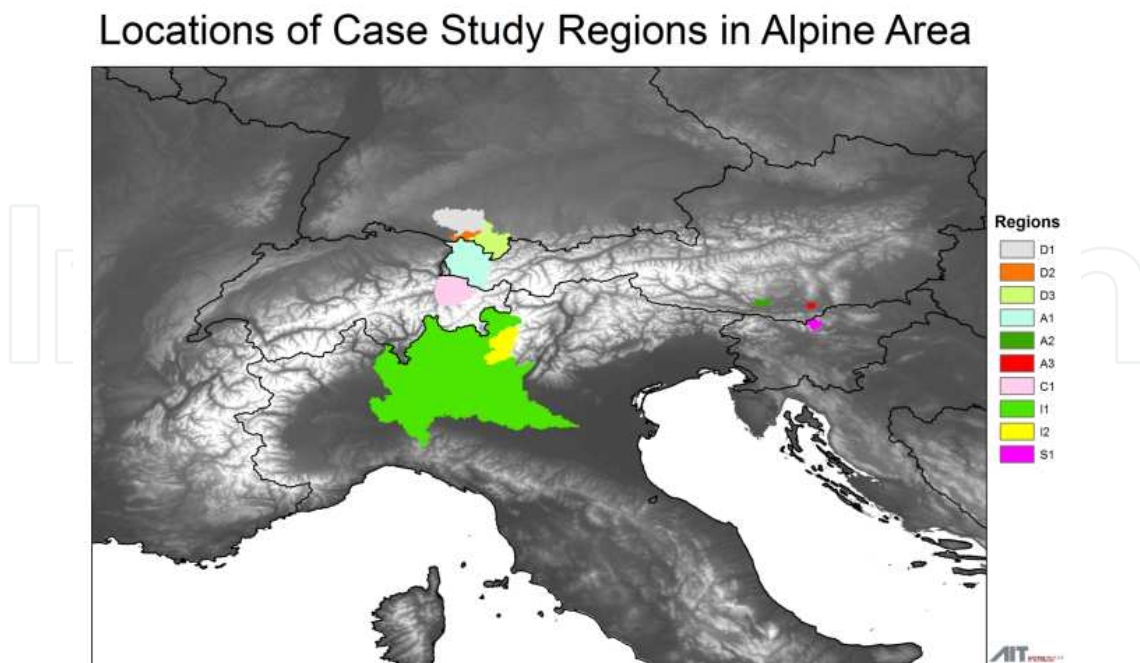 Locations of Case Study Regions in Alpine Area
Regions
D1
D2
D3
A1
A2
A3
C1
I1
I2
S1
AIT